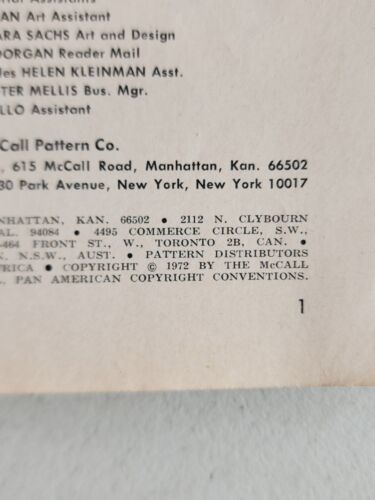 Assistants
AN Art Assistant
ARA SACHS Art and Design
DORGAN Reader Mail
les HELEN KLEINMAN Asst.
TER MELLIS Bus. Mgr.
LLO Assistant
Call Pattern Co.
, 615 McCall Road, Manhattan, Kan. 66502
30 Park Avenue, New York, New York 10017
NHATTAN, KAN. 66502 • 2112 N. CLYBOURN
AL. 94084 • 4495 COMMERCE CIRCLE, S.W.,
-464 FRONT ST., W., TORONTO 2B, CAN. •
K, N.S.W., AUST. • PATTERN DISTRIBUTORS
RICA • COPYRIGHT © 1972 BY THE McCALL
., PAN AMERICAN COPYRIGHT CONVENTIONS.
1